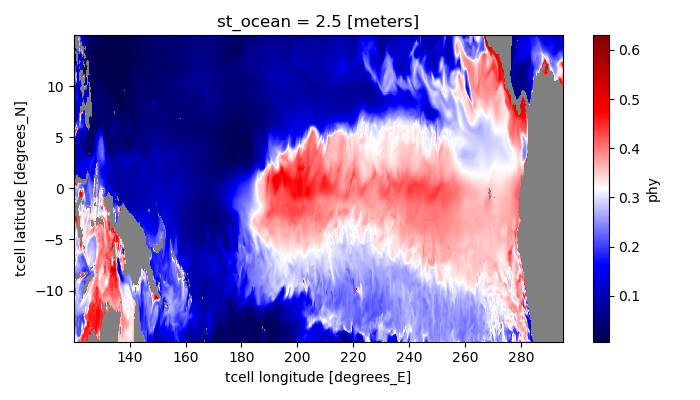 st_ocean = 2.5 [meters]
10
5
0
−5
−10
tcell latitude [degrees_N]
140 160 180 200 220 240 260 280
tcell longitude [degrees_E]
0.6
0.5
0.4
0.3
0.2
0.1
phy